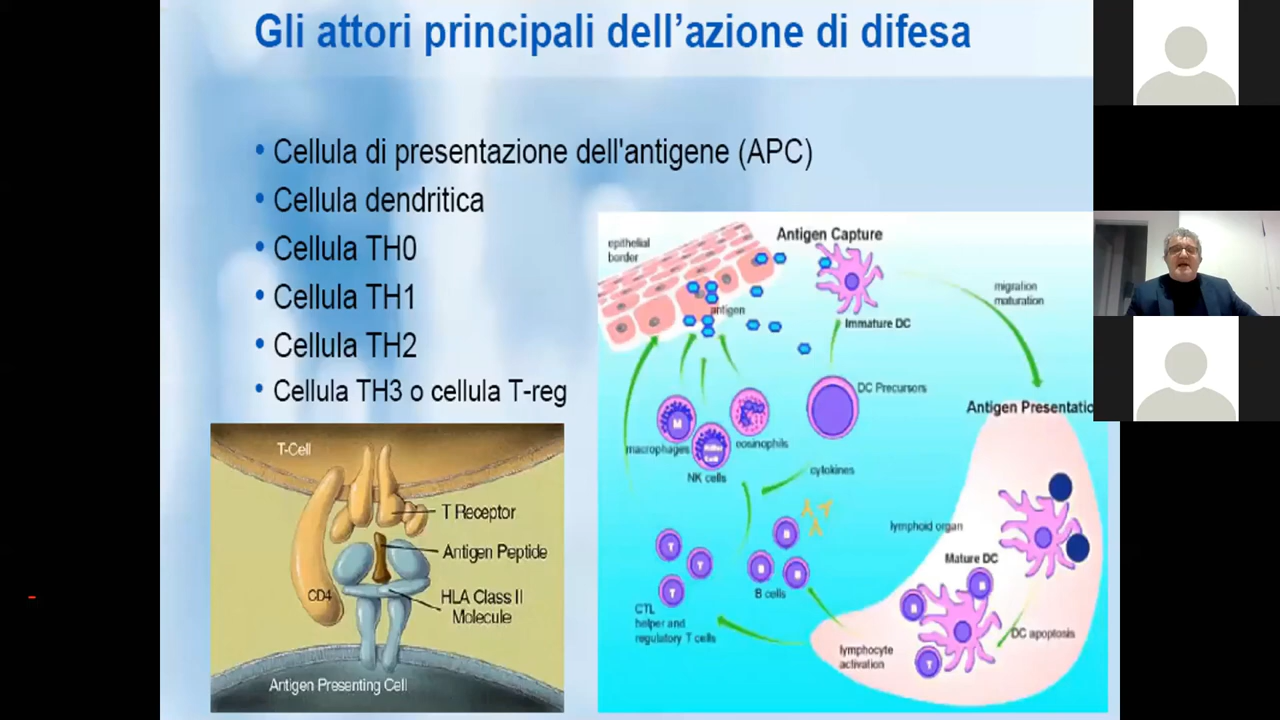 Gli attori principali dell’azione di difesa
• Cellula di presentazione dell'antigene (APC)
• Cellula dendritica
• Cellula TH0
• Cellula TH1
• Cellula TH2
• Cellula TH3 o cellula T-reg
T-Cell
T Receptor
Antigen Peptide
CD4
HLA Class II
Molecule
Antigen Presenting Cell
epithelial
border
Antigen Capture
antigen
Immature DC
migration
maturation
DC Precursors
Antigen Presentatio
M
macrophages
Killer
Cell
NK cells
eosinophils
cytokines
lymphoid organ
Mature DC
T
T
T
B
B
B
B cells
CTL
helper and
regulatory T cells
B
B
T
DC apoptosis
lymphocyte
activation